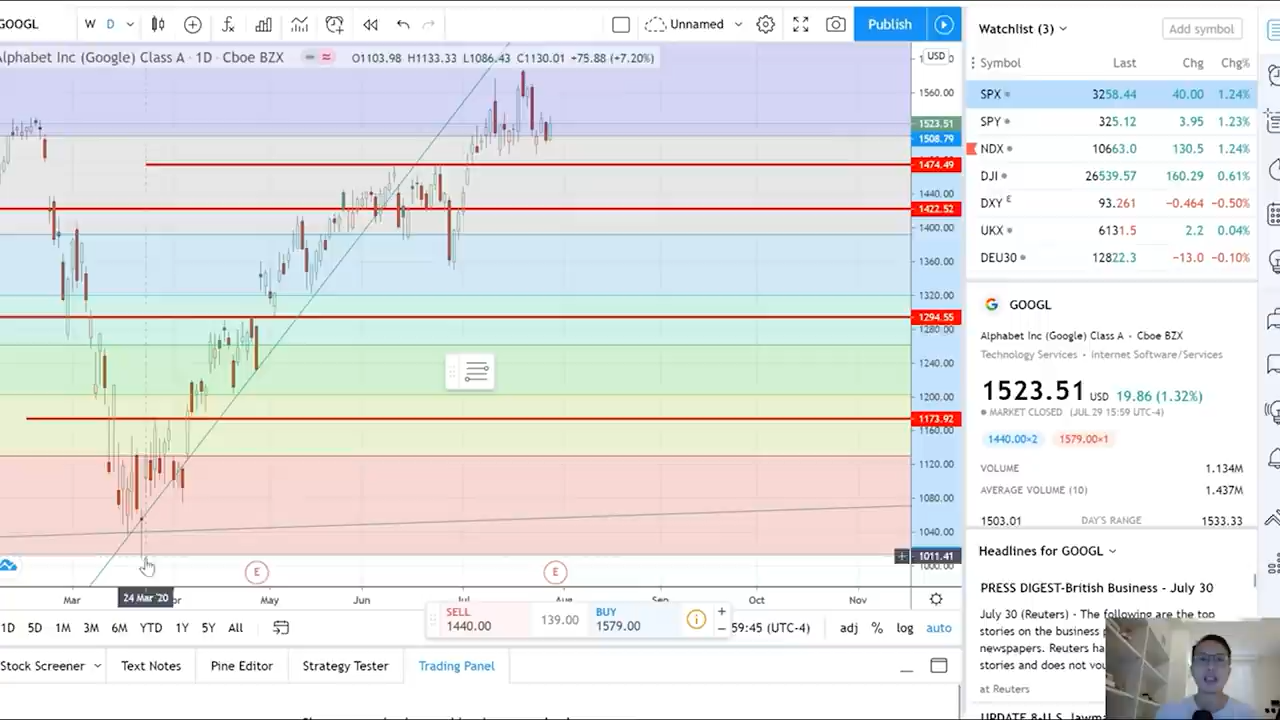 GOOGL W D Unnamed Publish
Alphabet Inc (Google) Class A · 1D · Cboe BZX O1103.98 H1133.33 L1086.43 C1130.01 +75.88 (+7.20%)
USD
1560.00
1523.51
1508.79
1474.49
1440.00
1422.52
1400.00
1360.00
1320.00
1294.55
1280.00
1240.00
1200.00
1173.92
1160.00
1120.00
1080.00
1040.00
1011.41
1000.00
E E
Mar 24 Mar '20 May Jun Jul Aug Sep Oct Nov
SELL
1440.00
139.00
BUY
1579.00
1D 5D 1M 3M 6M YTD 1Y 5Y All 59:45 (UTC-4) adj % log auto
Stock Screener Text Notes Pine Editor Strategy Tester Trading Panel
Watchlist (3) Add symbol
Symbol Last Chg Chg%
SPX 3258.44 40.00 1.24%
SPY 325.12 3.95 1.23%
NDX 10663.0 130.5 1.24%
DJI 26539.57 160.29 0.61%
DXY E 93.261 −0.464 −0.50%
UKX 6131.5 2.2 0.04%
DEU30 12822.3 −13.0 −0.10%
G GOOGL
Alphabet Inc (Google) Class A · Cboe BZX
Technology Services · Internet Software/Services
1523.51 USD 19.86 (1.32%)
MARKET CLOSED (JUL 29 15:59 UTC-4)
1440.00×2 1579.00×1
VOLUME 1.134M
AVERAGE VOLUME (10) 1.437M
1503.01 DAY'S RANGE 1533.33
Headlines for GOOGL
PRESS DIGEST-British Business - July 30
July 30 (Reuters) - The following are the top
stories on the business
newspapers. Reuters ha
stories and does not vou
at Reuters
UPDATE 8-U.S. lawm